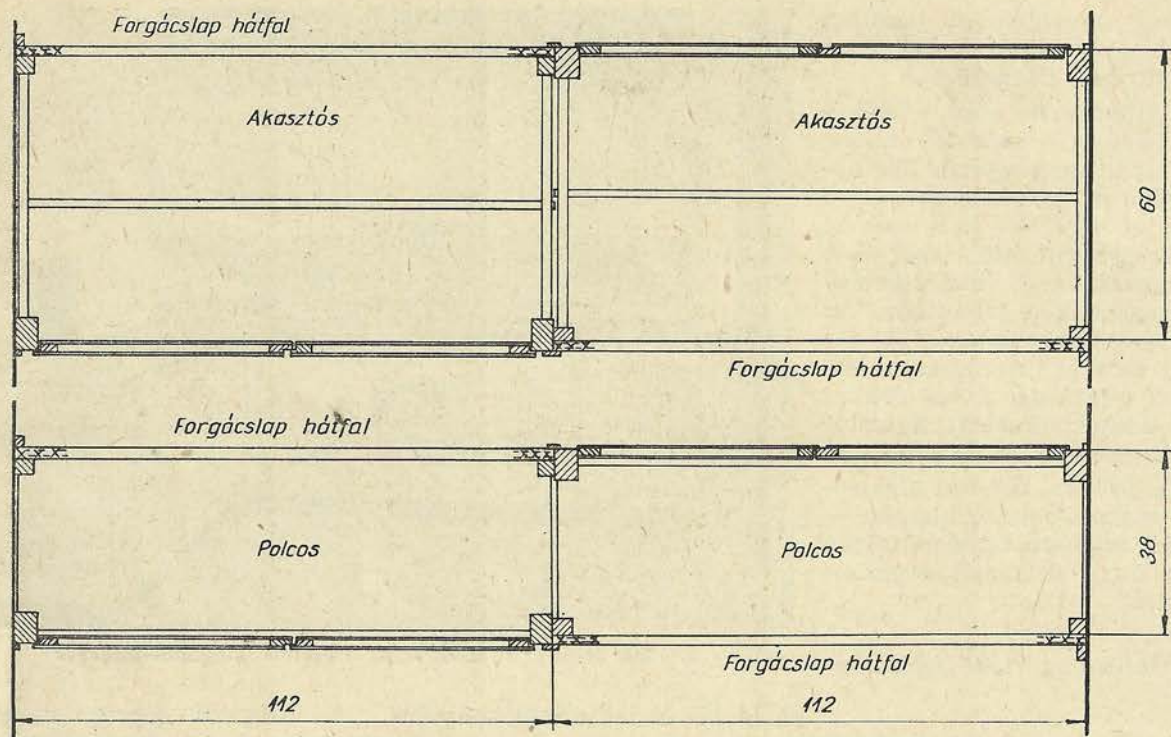 Forgácslap hátfal
Akasztós
Akasztós
60
Forgácslap hátfal
Forgácslap hátfal
Polcos
Polcos
38
Forgácslap hátfal
112
112